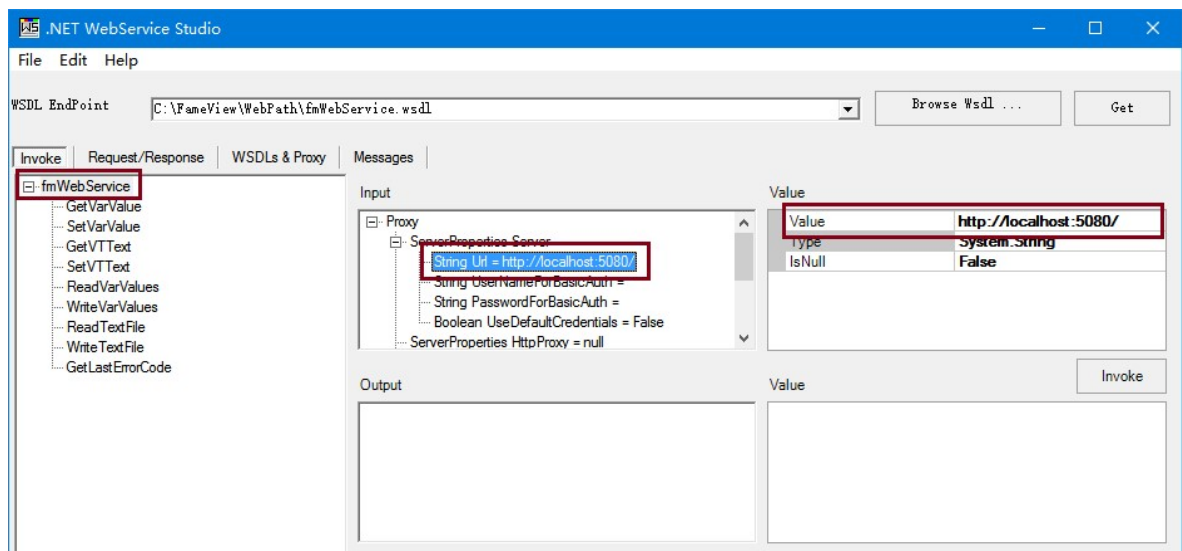 .NET WebService Studio
File Edit Help
WSDL EndPoint C:\FameView\WebPath\fmWebService.wsdl Browse Wsdl ... Get
Invoke Request/Response WSDLs & Proxy Messages
fmWebService
GetVarValue
SetVarValue
GetVTText
SetVTText
ReadVarValues
WriteVarValues
ReadTextFile
WriteTextFile
GetLastErrorCode
Input
Proxy
ServerProperties Server
String Url = http://localhost:5080/
String UserNameForBasicAuth =
String PasswordForBasicAuth =
Boolean UseDefaultCredentials = False
ServerProperties HttpProxy = null
Value
Value http://localhost:5080/
Type System.String
IsNull False
Output
Value
Invoke